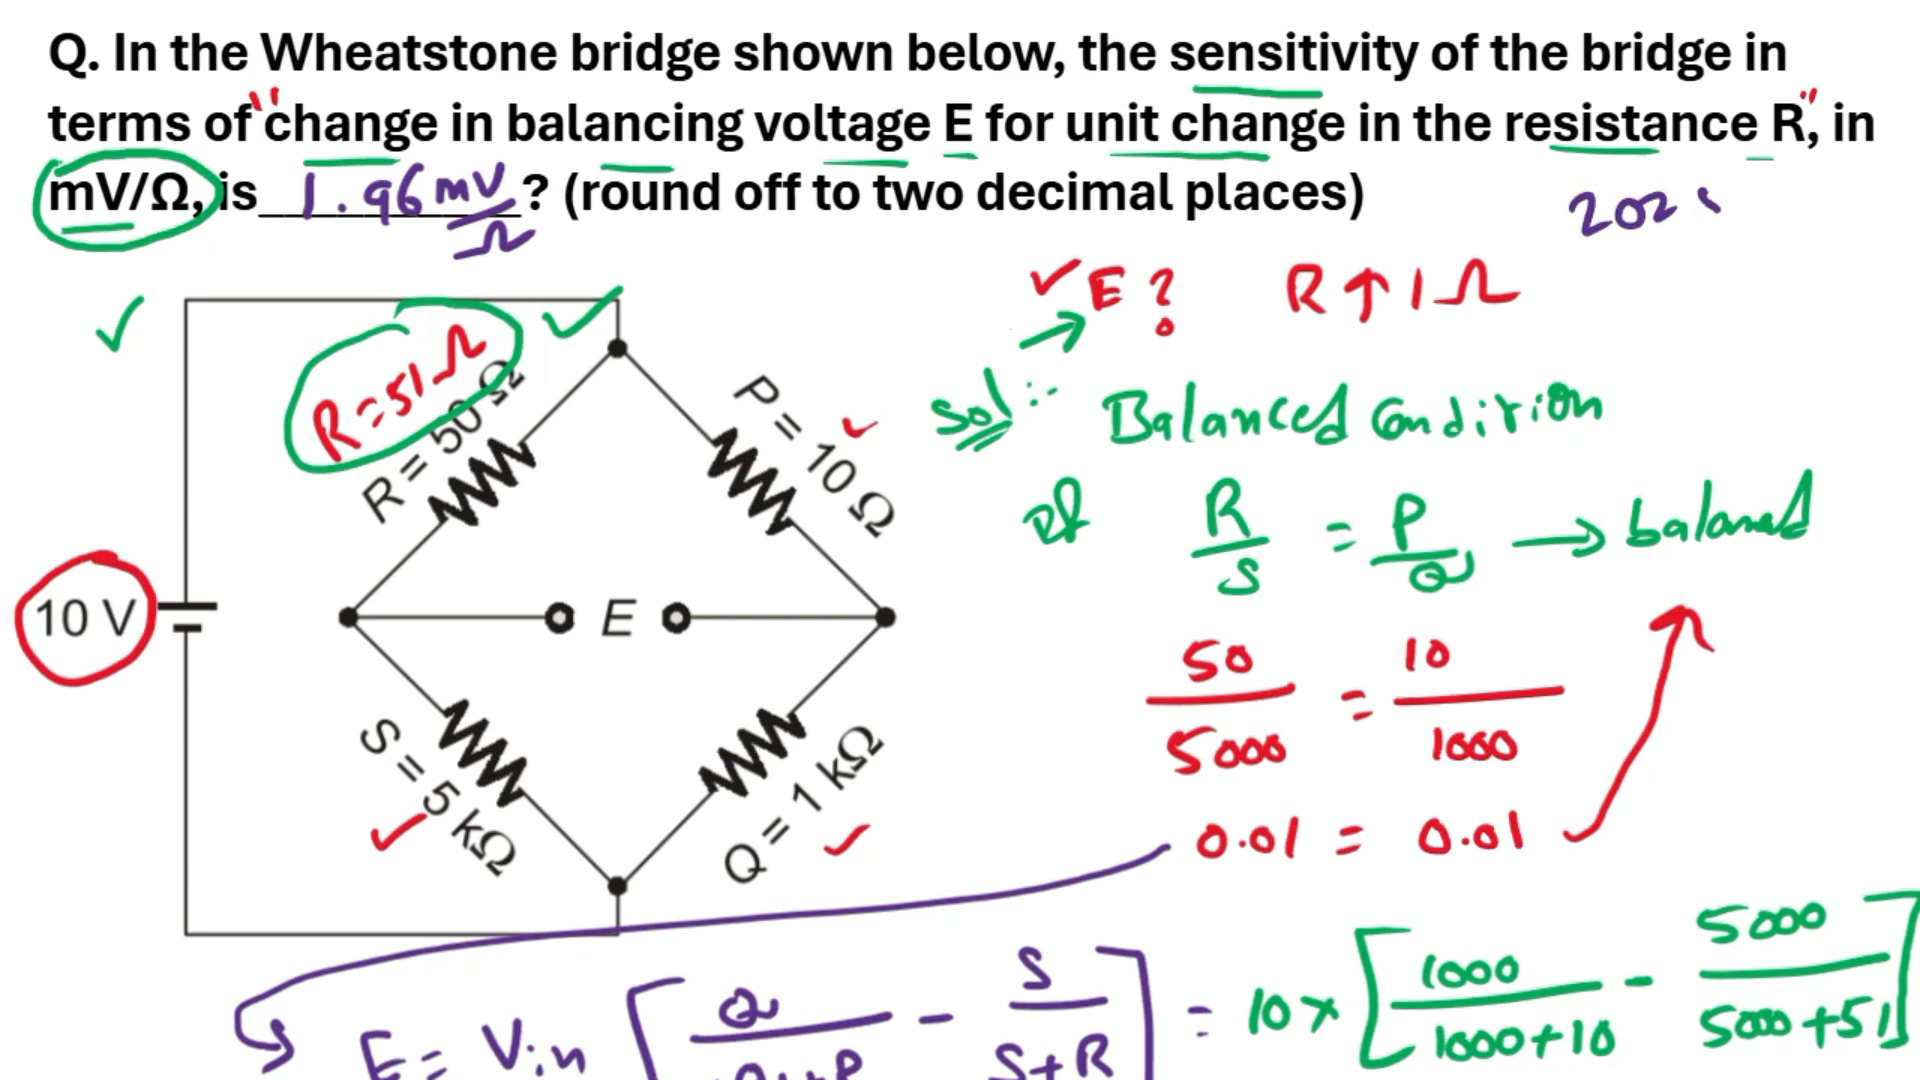 Q. In the Wheatstone bridge shown below, the sensitivity of the bridge in
terms of "change in balancing voltage E for unit change in the resistance R", in
mV/Ω, is 1.96 mV/Ω ? (round off to two decimal places)
E? R ↑ 1Ω
R = 51Ω
R = 50 Ω
P = 10 Ω
Sol:- Balanced Condition
If R/S = P/Q → balanced
10 V
E
50/5000 = 10/1000
S = 5 kΩ
Q = 1 kΩ
0.01 = 0.01
E = Vin [ Q/Q+P - S/S+R ] = 10 × [ 1000/1000+10 - 5000/5000+51 ]